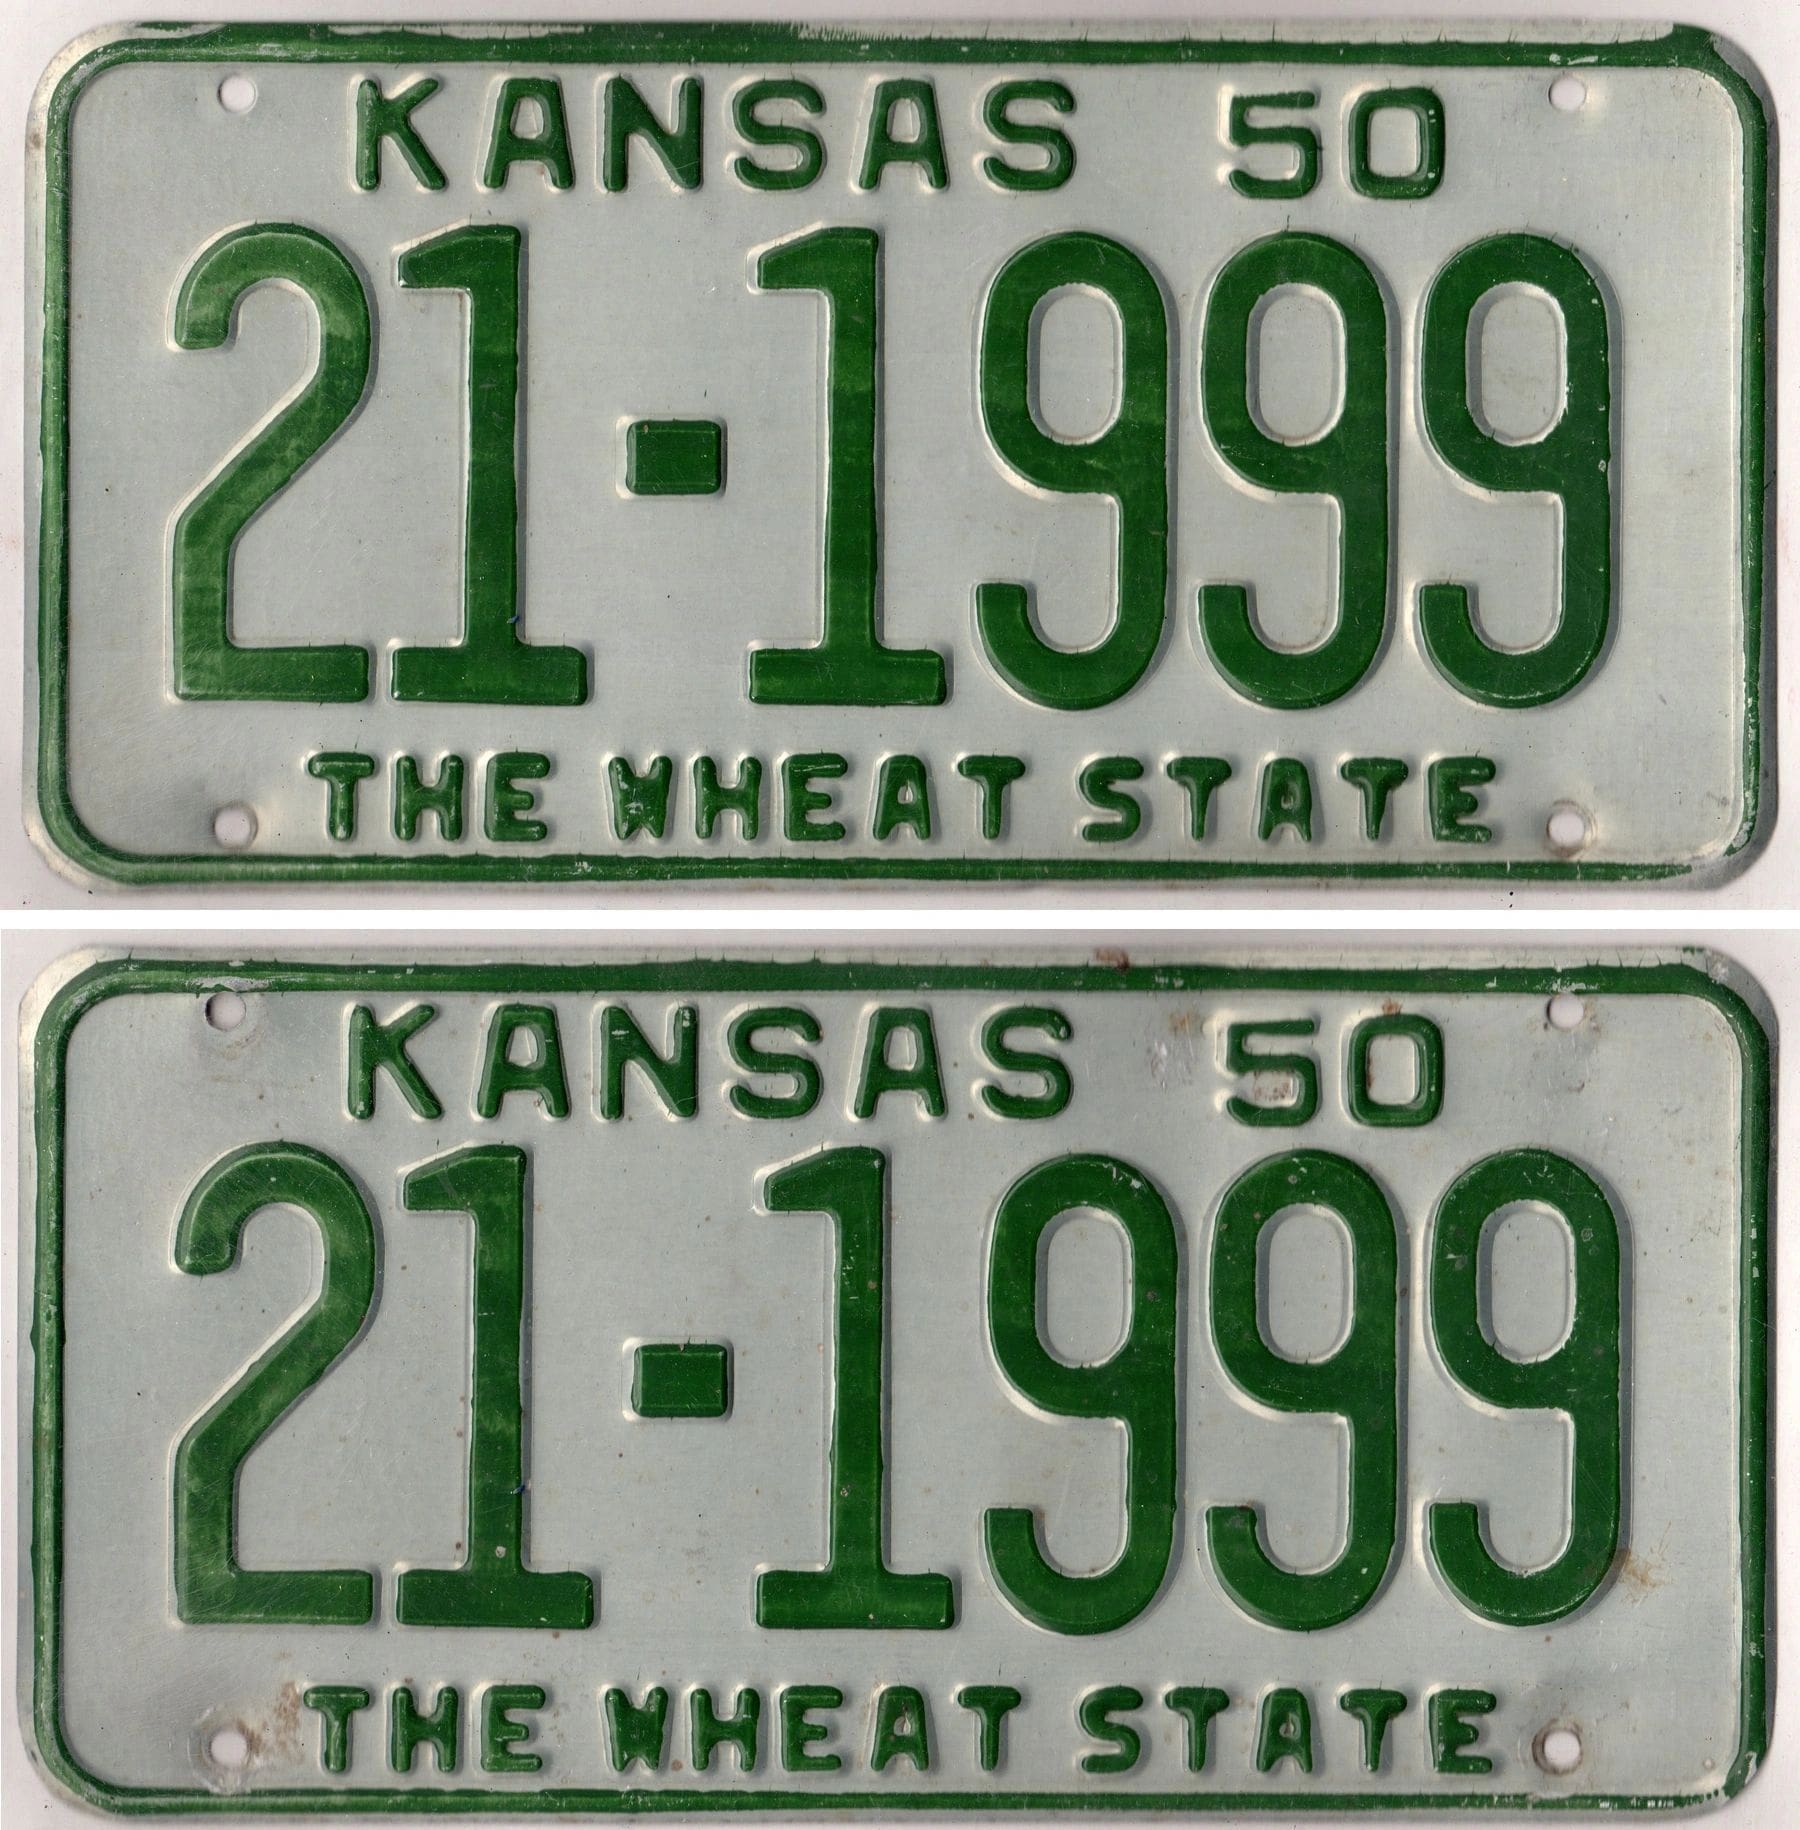 KANSAS 50
21-1999
THE WHEAT STATE
KANSAS 50
21-1999
THE WHEAT STATE